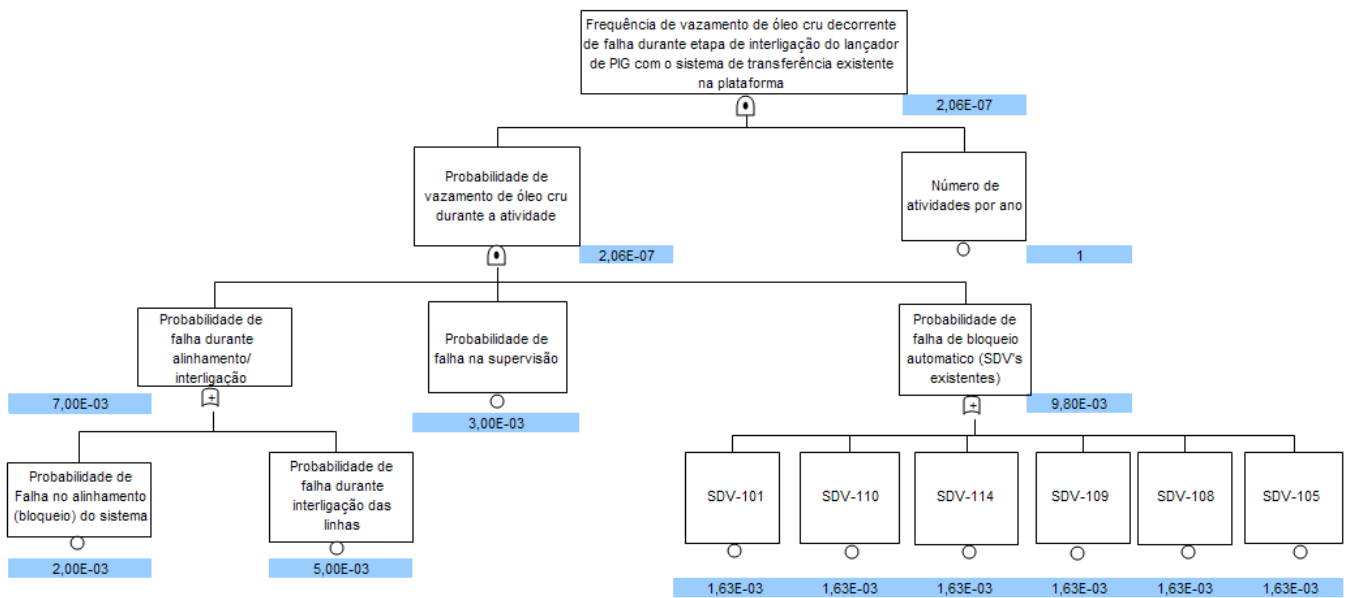 Frequência de vazamento de óleo cru decorrente
de falha durante etapa de interligação do lançador
de PIG com o sistema de transferência existente
na plataforma
2,06E-07
Probabilidade de
vazamento de óleo cru
durante a atividade
2,06E-07
Número de
atividades por ano
1
Probabilidade de
falha durante
alinhamento/
interligação
7,00E-03
Probabilidade de
falha na supervisão
3,00E-03
Probabilidade de
falha de bloqueio
automatico (SDV's
existentes)
9,80E-03
Probabilidade de
Falha no alinhamento
(bloqueio) do sistema
2,00E-03
Probabilidade de
falha durante
interligação das
linhas
5,00E-03
SDV-101
1,63E-03
SDV-110
1,63E-03
SDV-114
1,63E-03
SDV-109
1,63E-03
SDV-108
1,63E-03
SDV-105
1,63E-03